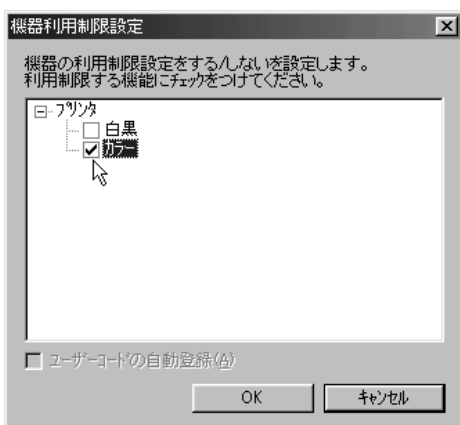 機器利用制限設定
機器の利用制限設定をする/しないを設定します。
利用制限する機能にチェックをつけてください。
プリンタ
白黒
カラー
ユーザーコードの自動登録(A)
OK
キャンセル